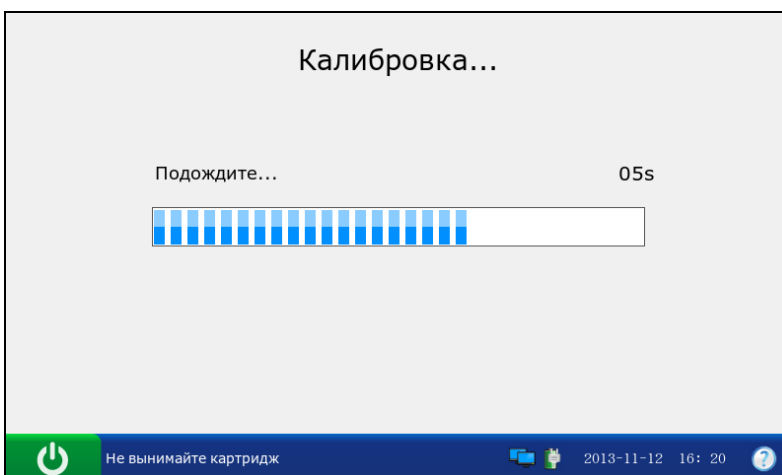 Калибровка...
Подождите... 05s
Не вынимайте картридж 2013-11-12 16: 20 ?